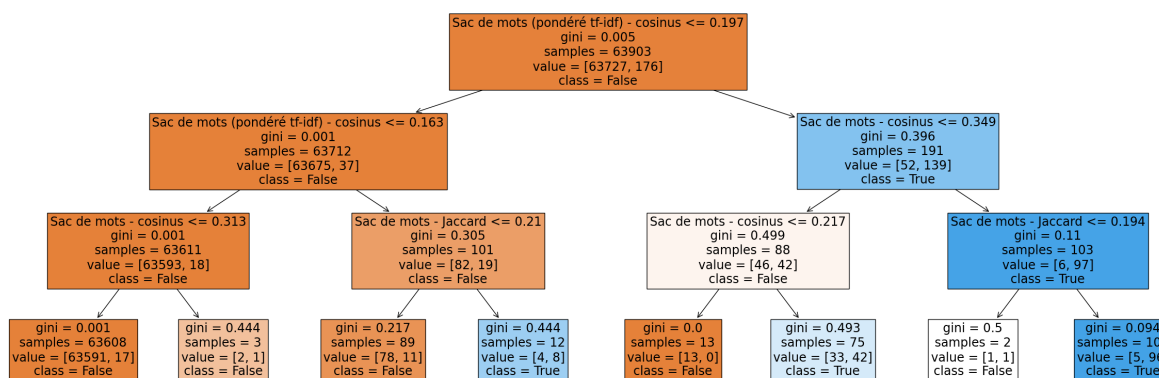 Sac de mots (pondéré tf-idf) - cosinus <= 0.197
gini = 0.005
samples = 63903
value = [63727, 176]
class = False
Sac de mots (pondéré tf-idf) - cosinus <= 0.163
gini = 0.001
samples = 63712
value = [63675, 37]
class = False
Sac de mots - cosinus <= 0.349
gini = 0.396
samples = 191
value = [52, 139]
class = True
Sac de mots - cosinus <= 0.313
gini = 0.001
samples = 63611
value = [63593, 18]
class = False
Sac de mots - Jaccard <= 0.21
gini = 0.305
samples = 101
value = [82, 19]
class = False
Sac de mots - cosinus <= 0.217
gini = 0.499
samples = 88
value = [46, 42]
class = False
Sac de mots - Jaccard <= 0.194
gini = 0.11
samples = 103
value = [6, 97]
class = True
gini = 0.001
samples = 63608
value = [63591, 17]
class = False
gini = 0.444
samples = 3
value = [2, 1]
class = False
gini = 0.217
samples = 89
value = [78, 11]
class = False
gini = 0.444
samples = 12
value = [4, 8]
class = True
gini = 0.0
samples = 13
value = [13, 0]
class = False
gini = 0.493
samples = 75
value = [33, 42]
class = True
gini = 0.5
samples = 2
value = [1, 1]
class = False
gini = 0.094
samples = 10
value = [5, 96
class = True